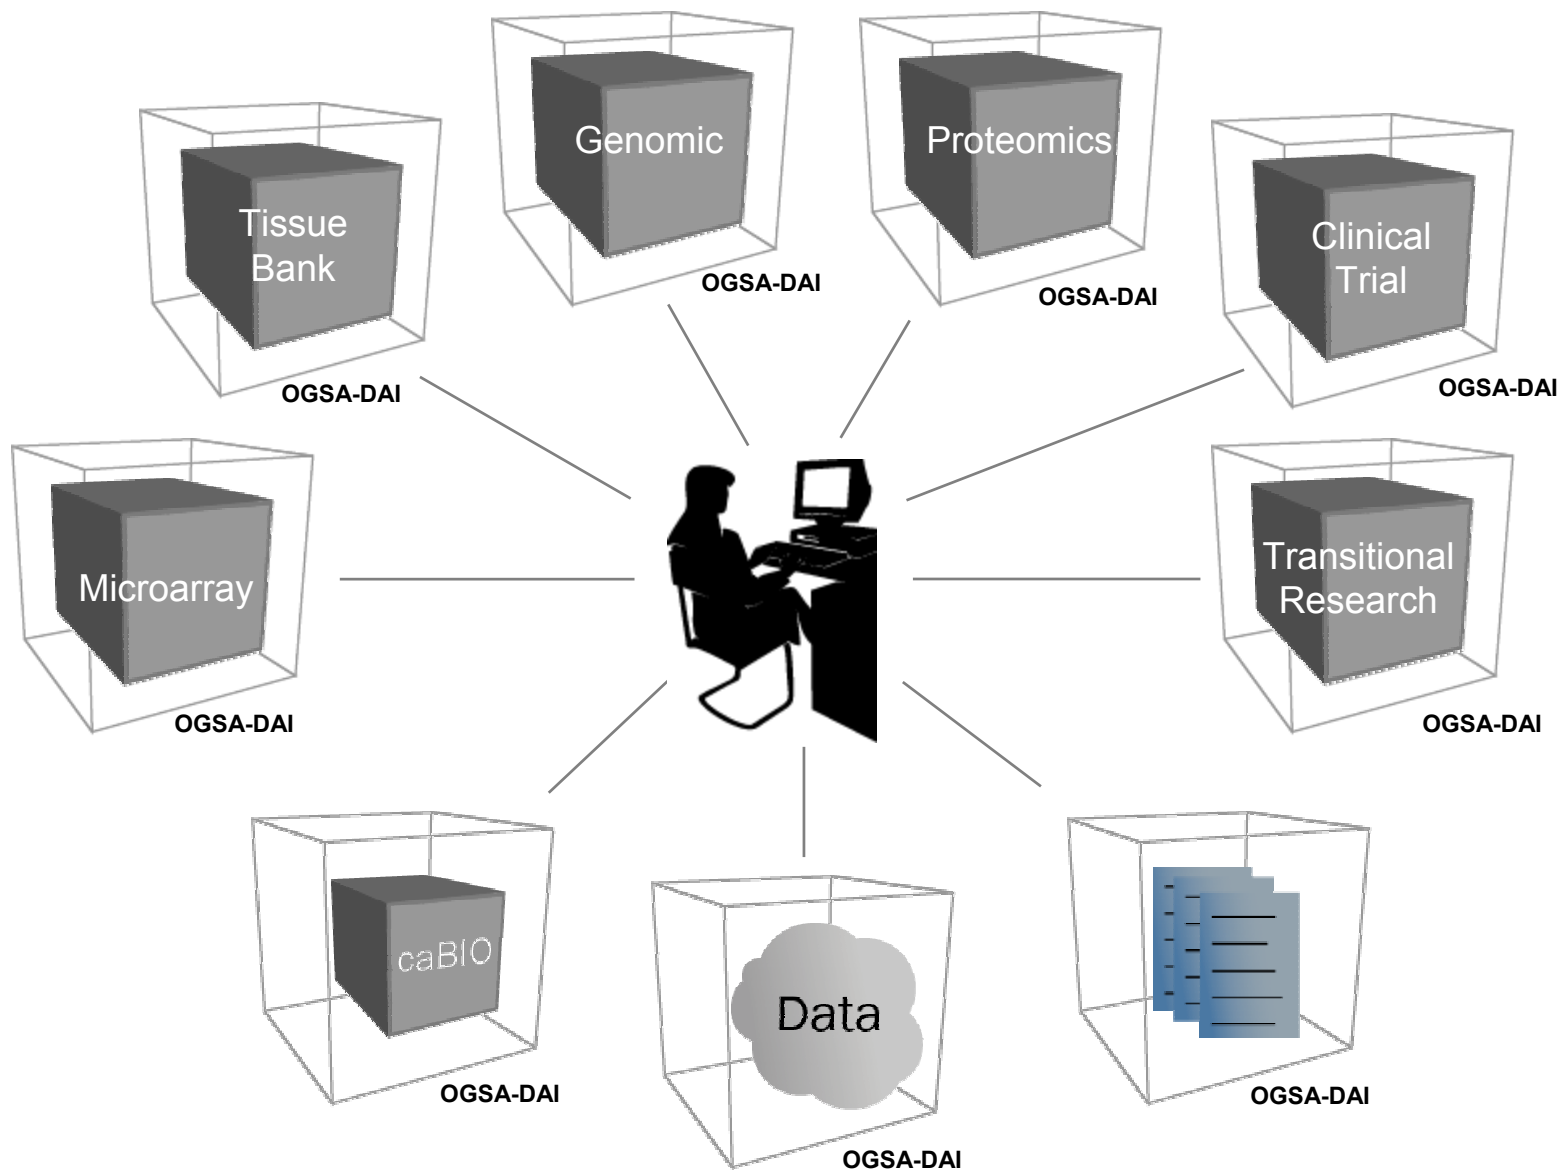 Genomic
OGSA-DAI
Proteomics
OGSA-DAI
Tissue
Bank
OGSA-DAI
Clinical
Trial
OGSA-DAI
Microarray
OGSA-DAI
Transitional
Research
OGSA-DAI
caBIO
OGSA-DAI
Data
OGSA-DAI
OGSA-DAI